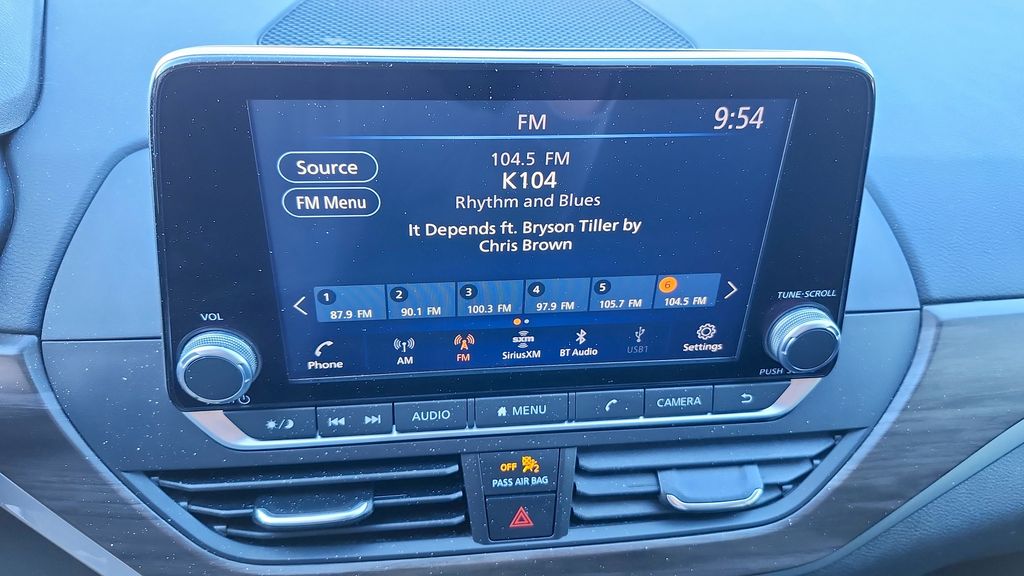 FM
9:54
Source
104.5 FM
K104
FM Menu
Rhythm and Blues
It Depends ft. Bryson Tiller by
Chris Brown
1
87.9 FM
2
90.1 FM
3
100.3 FM
4
97.9 FM
5
105.7 FM
6
104.5 FM
Phone
AM
FM
sxm
SiriusXM
BT Audio
USB1
Settings
VOL
TUNE·SCROLL
PUSH
AUDIO
MENU
CAMERA
OFF
2
PASS AIR BAG